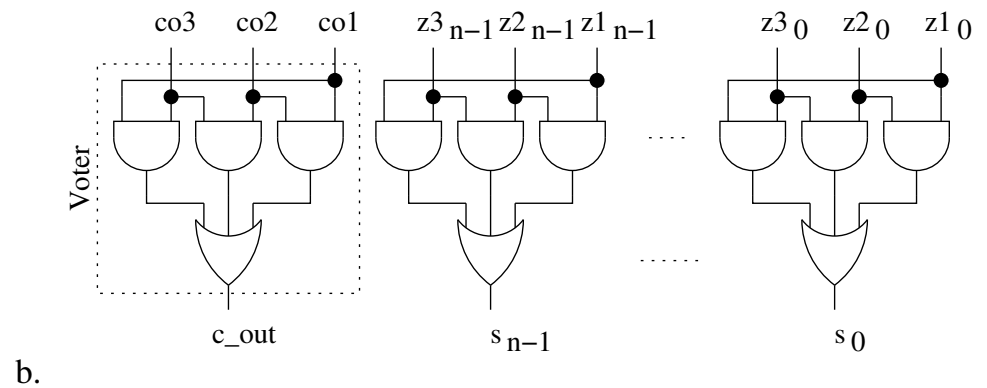 co3 co2 co1 z3 n−1 z2 n−1 z1 n−1 z3 0 z2 0 z1 0
Voter
c_out s n−1 s 0
b.